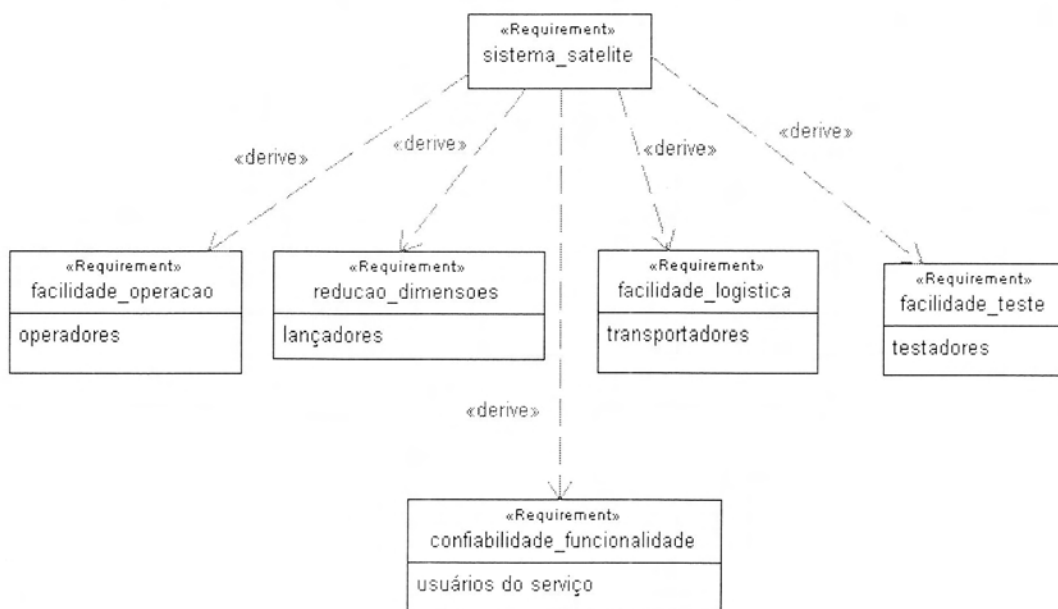 «Requirement»
sistema_satelite
«derive»
«derive»
«derive»
«derive»
«Requirement»
facilidade_operacao
operadores
«Requirement»
reducao_dimensoes
lançadores
«Requirement»
facilidade_logistica
transportadores
«Requirement»
facilidade_teste
testadores
«derive»
«Requirement»
confiabilidade_funcionalidade
usuários do serviço